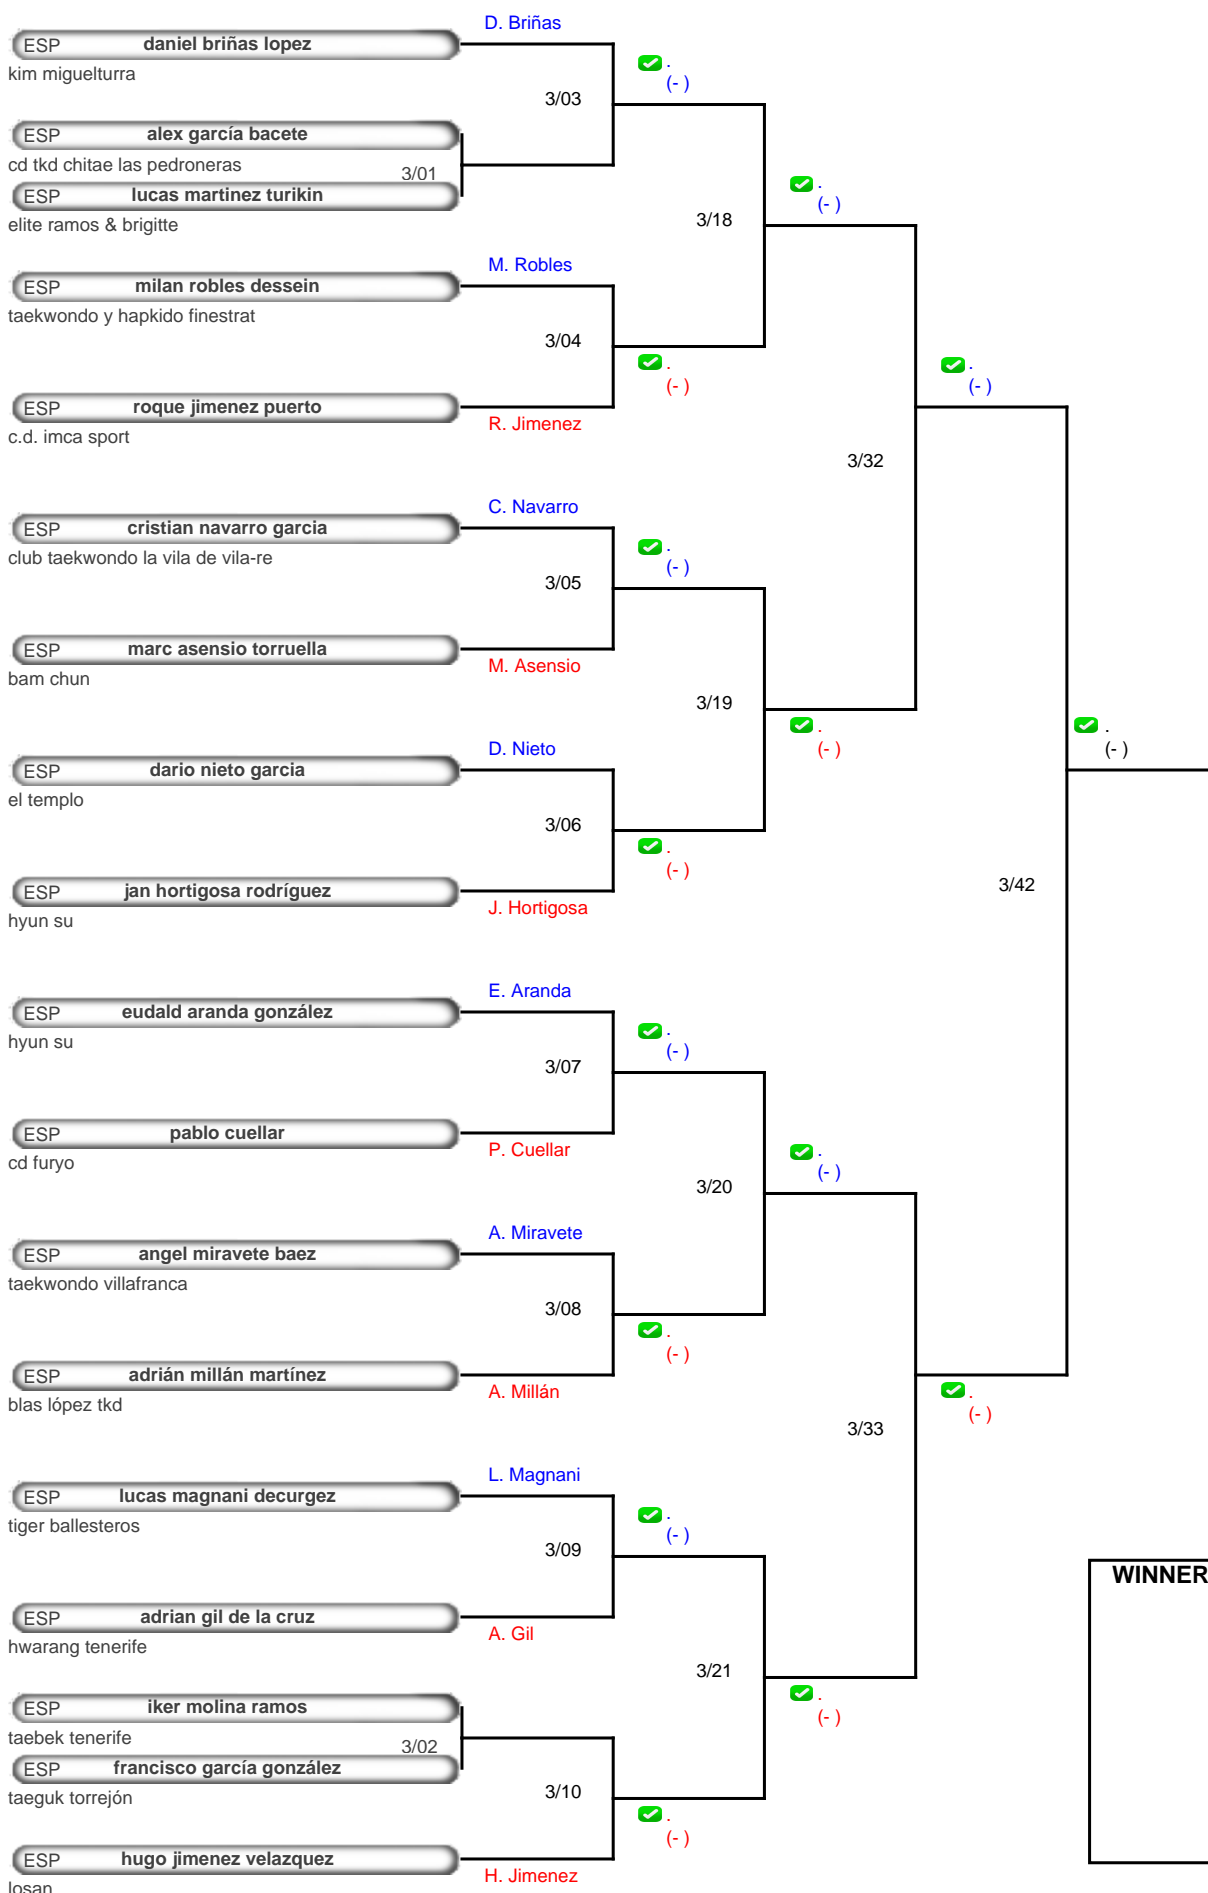 D. Briñas
ESP daniel briñas lopez
kim miguelturra
✅ .
(- )
3/03
ESP alex garcía bacete
cd tkd chitae las pedroneras
3/01
ESP lucas martinez turikin
elite ramos & brigitte
✅ .
(- )
3/18
M. Robles
ESP milan robles dessein
taekwondo y hapkido finestrat
3/04
✅ .
(- )
✅ .
(- )
ESP roque jimenez puerto
R. Jimenez
c.d. imca sport
3/32
C. Navarro
ESP cristian navarro garcia
club taekwondo la vila de vila-re
✅ .
(- )
3/05
ESP marc asensio torruella
M. Asensio
bam chun
3/19
✅ .
(- )
✅ .
(- )
D. Nieto
ESP dario nieto garcia
el templo
3/06
✅ .
(- )
ESP jan hortigosa rodríguez
J. Hortigosa
hyun su
3/42
E. Aranda
ESP eudald aranda gonzález
hyun su
✅ .
(- )
3/07
ESP pablo cuellar
P. Cuellar
cd furyo
✅ .
(- )
3/20
A. Miravete
ESP angel miravete baez
taekwondo villafranca
3/08
✅ .
(- )
ESP adrián millán martínez
A. Millán
blas lópez tkd
✅ .
(- )
3/33
L. Magnani
ESP lucas magnani decurgez
tiger ballesteros
✅ .
(- )
3/09
WINNER
ESP adrian gil de la cruz
A. Gil
hwarang tenerife
3/21
✅ .
(- )
ESP iker molina ramos
taebek tenerife
3/02
ESP francisco garcía gonzález
taeguk torrejón
3/10
✅ .
(- )
ESP hugo jimenez velazquez
H. Jimenez
losan